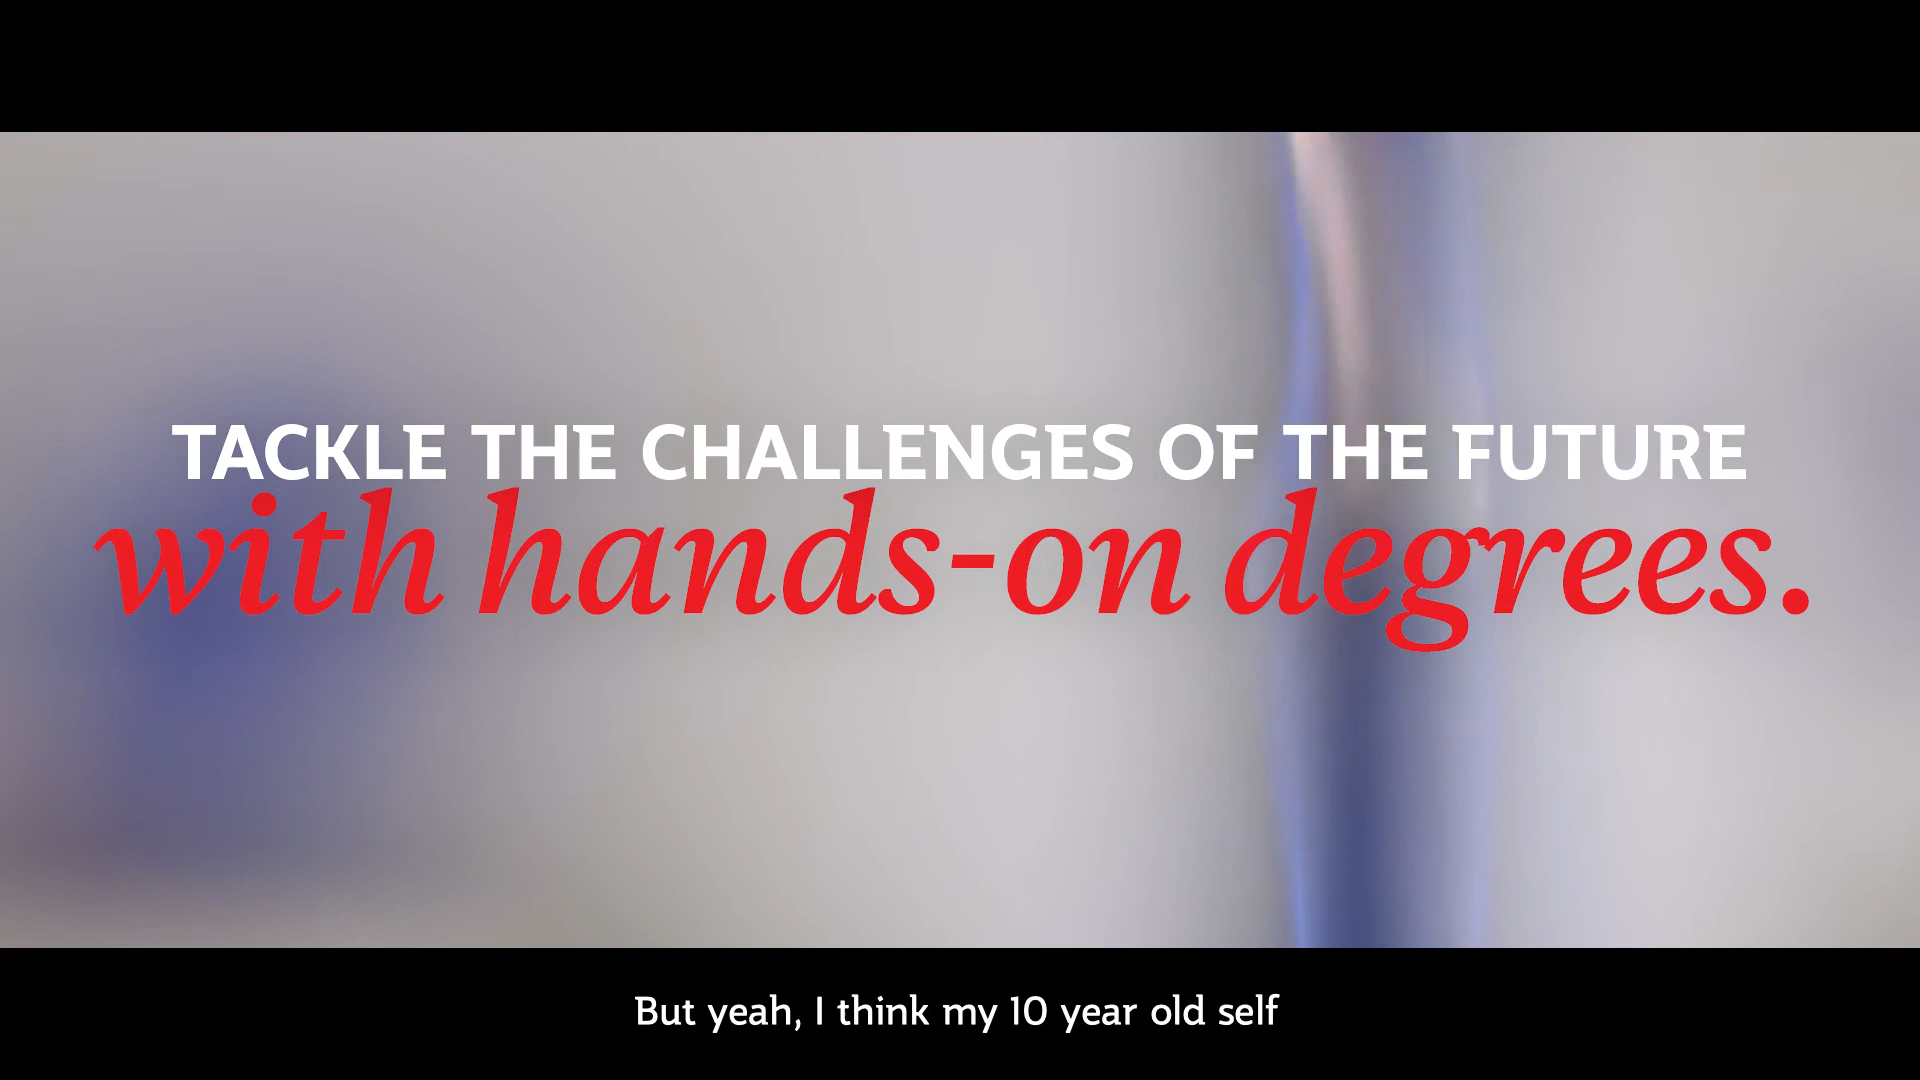 TACKLE THE CHALLENGES OF THE FUTURE
with hands-on degrees.
But yeah, I think my 10 year old self